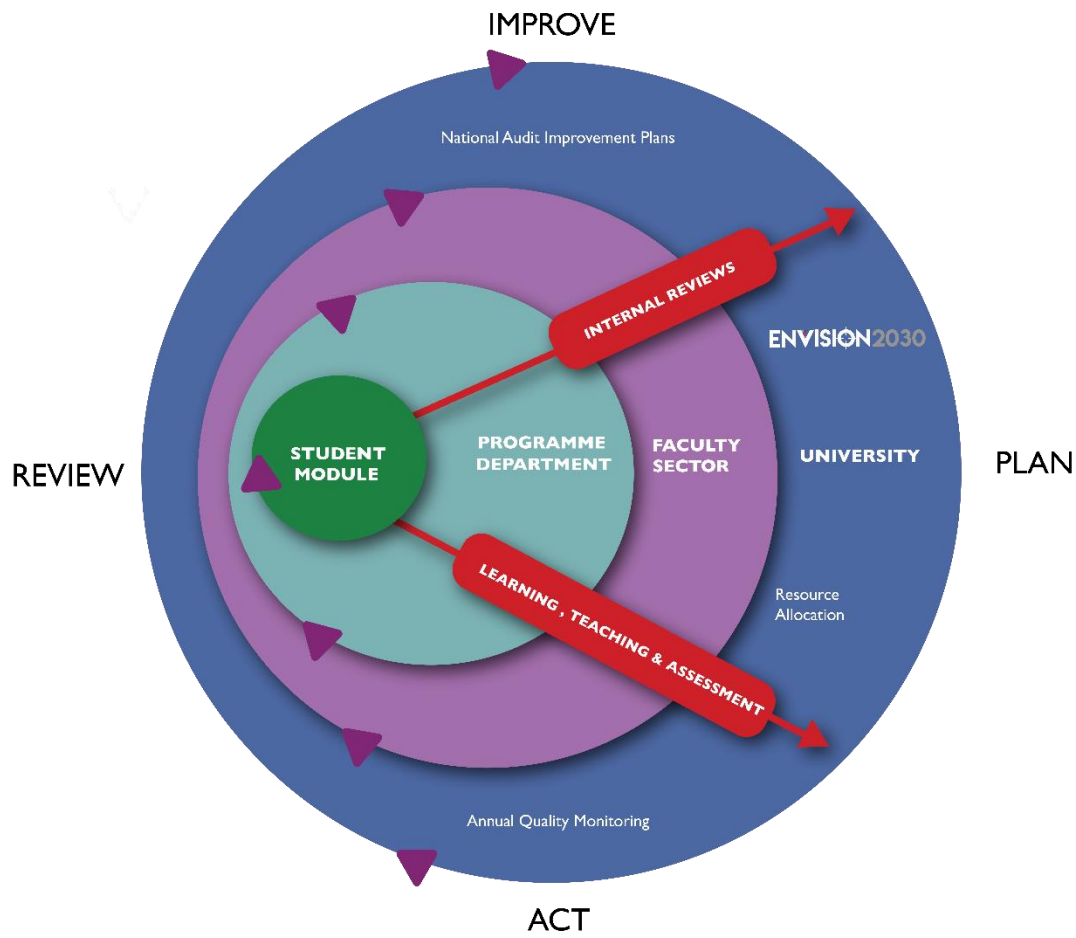 IMPROVE
National Audit Improvement Plans
INTERNAL REVIEWS
ENVISION2030
STUDENT
MODULE
PROGRAMME
DEPARTMENT
FACULTY
SECTOR
UNIVERSITY
REVIEW
PLAN
LEARNING , TEACHING & ASSESSMENT
Resource
Allocation
Annual Quality Monitoring
ACT